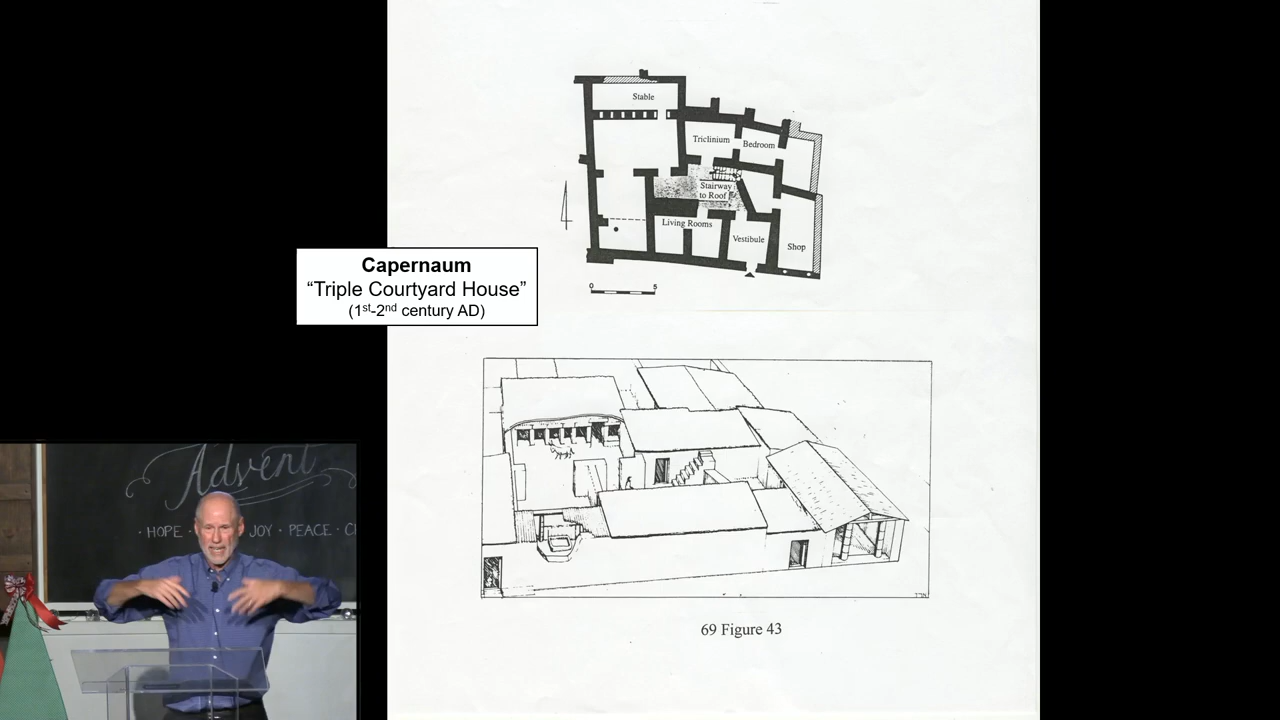 Stable
Triclinium
Bedroom
Stairway
to Roof
Living Rooms
Vestibule
Shop
0
5
Capernaum
“Triple Courtyard House”
(1st-2nd century AD)
69 Figure 43
Advent
· HOPE · JOY · PEACE ·